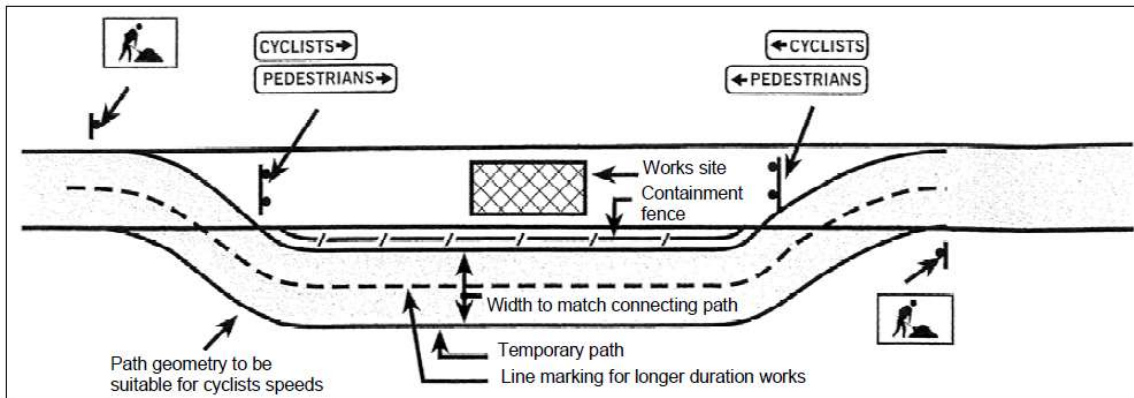 CYCLISTS→
PEDESTRIANS→
←CYCLISTS
←PEDESTRIANS
Works site
Containment
fence
Width to match connecting path
Path geometry to be
suitable for cyclists speeds
Temporary path
Line marking for longer duration works